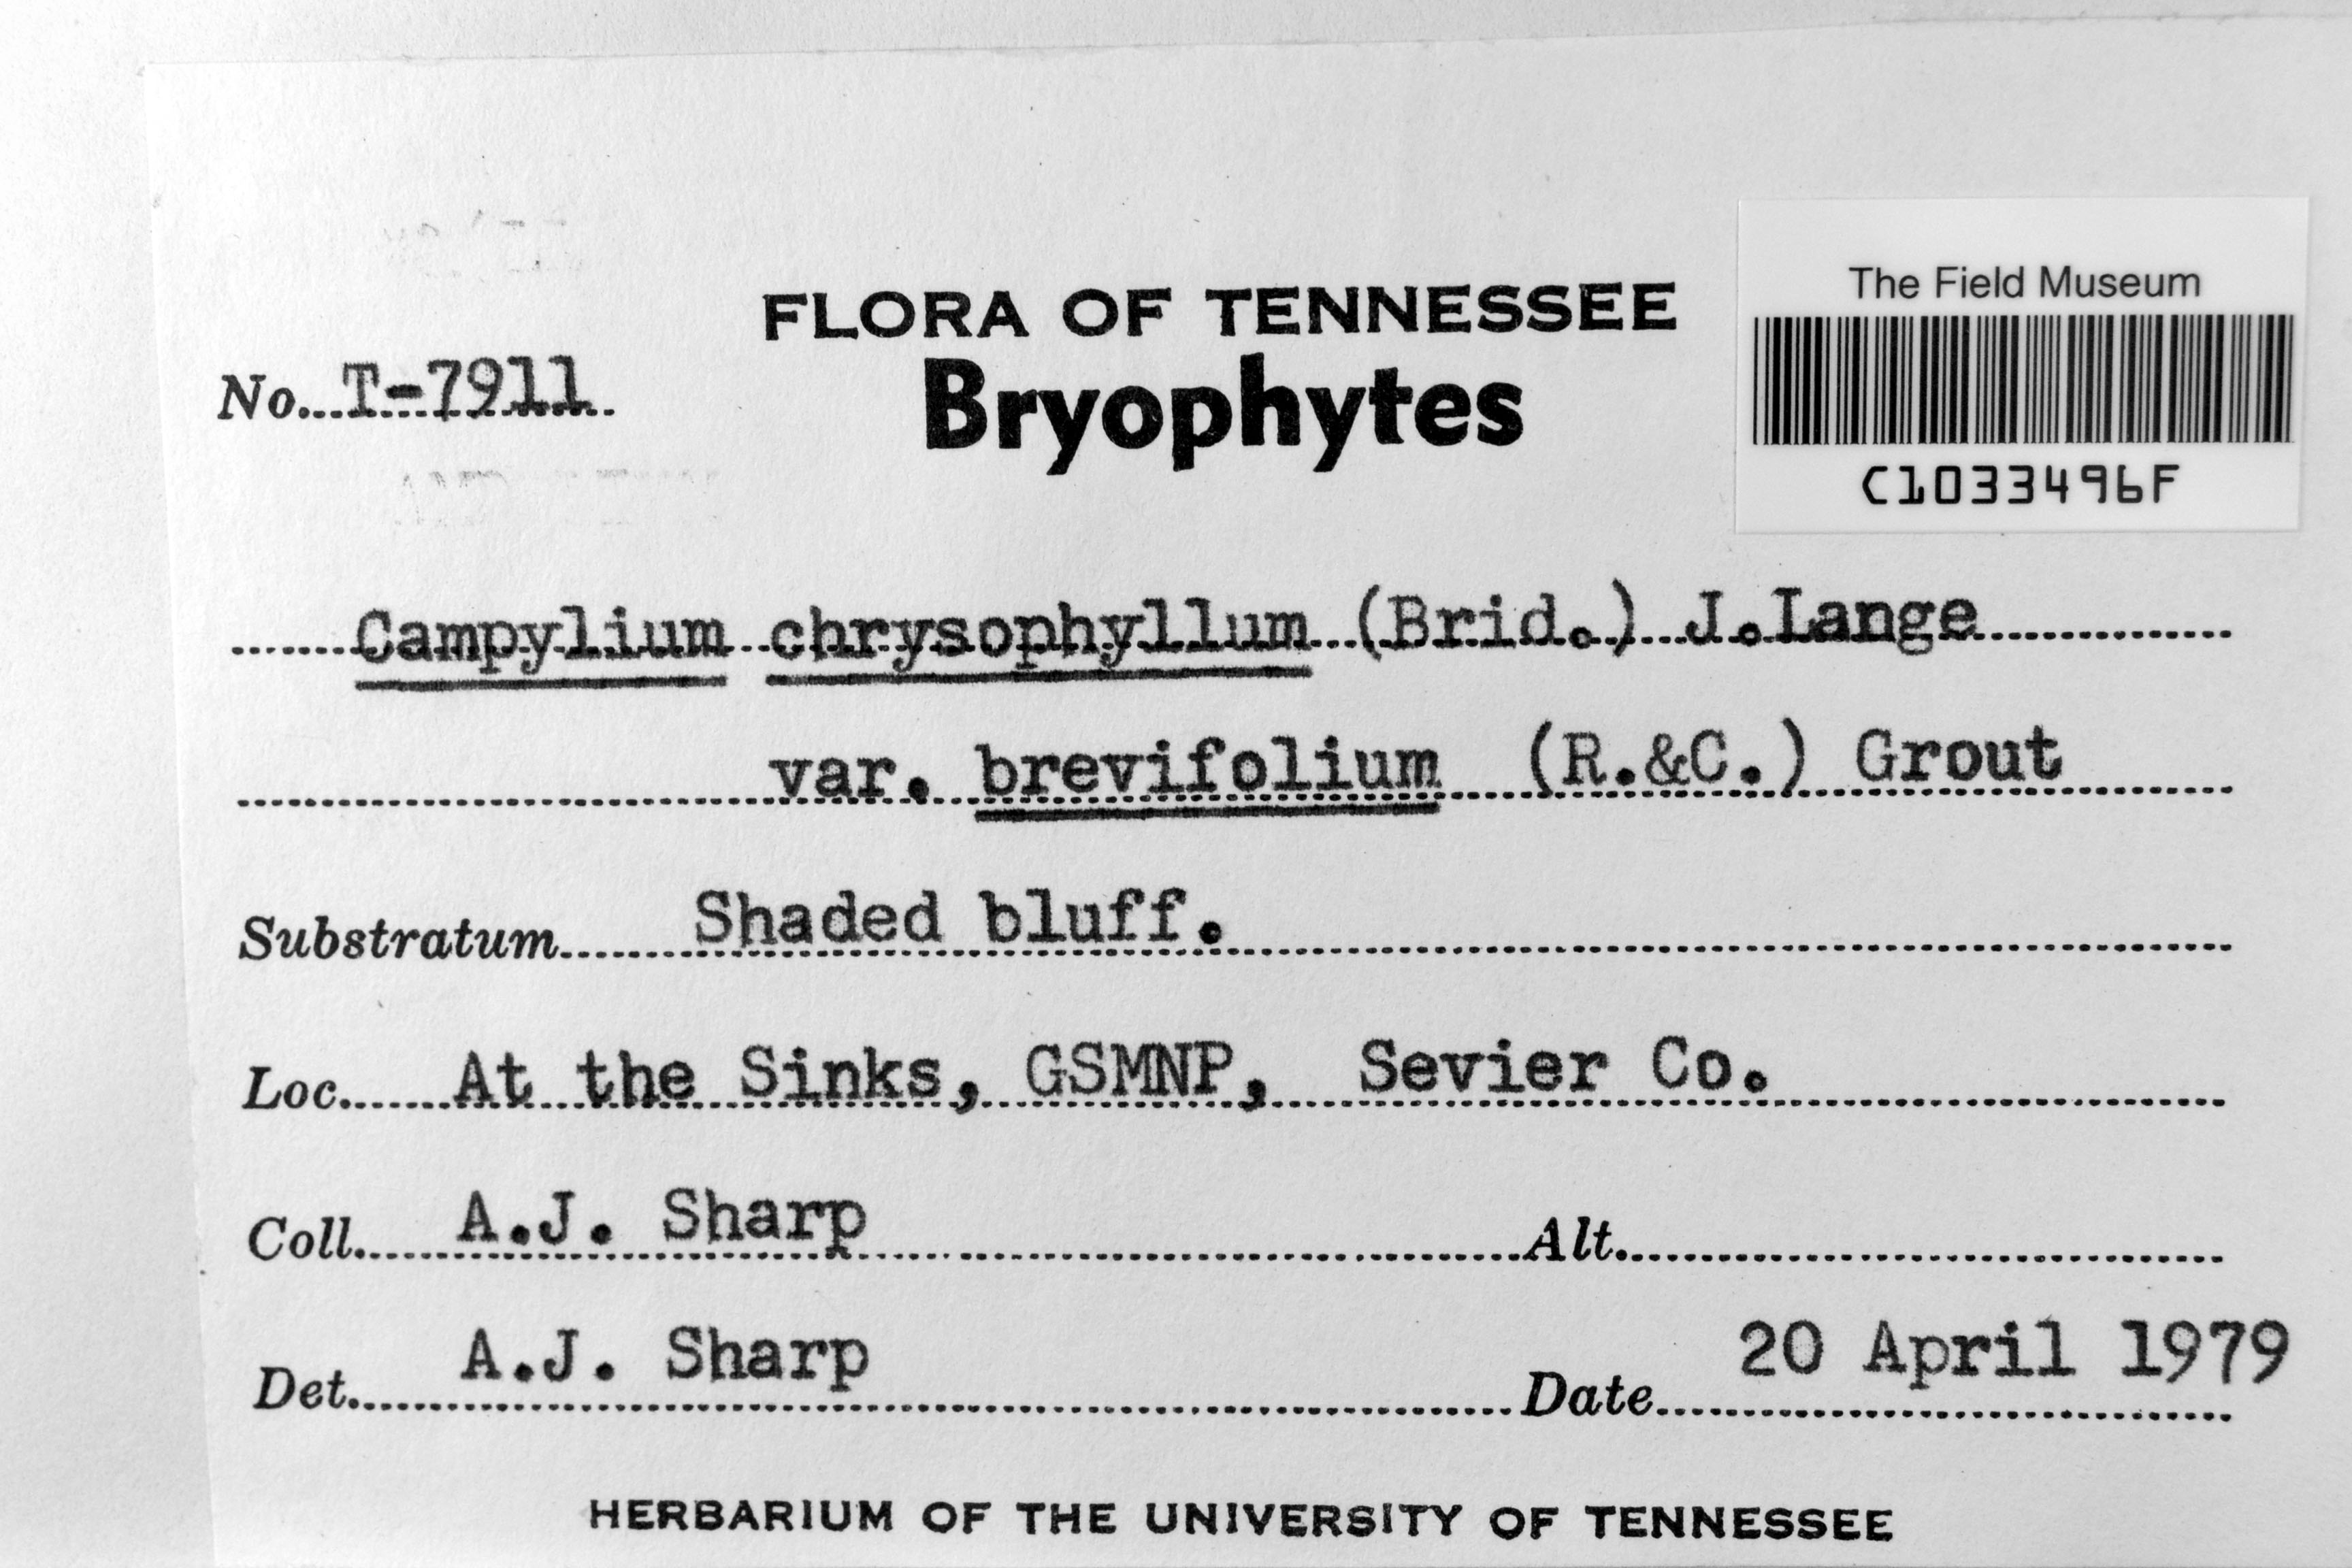 FLORA OF TENNESSEE
The Field Museum
No. T-7911
Bryophytes
C1033496F
Campylium chrysophyllum (Brid.) J.Lange
var. brevifolium (R.&C.) Grout
Substratum Shaded bluff.
Loc. At the Sinks, GSMNP, Sevier Co.
Coll. A.J. Sharp Alt.
Det. A.J. Sharp Date 20 April 1979
HERBARIUM OF THE UNIVERSITY OF TENNESSEE